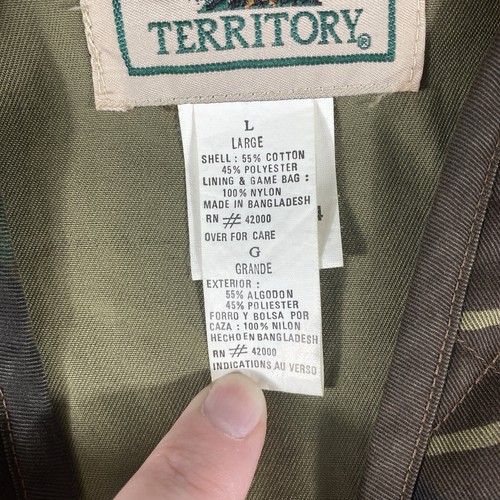 TERRITORY®
L
LARGE
SHELL : 55% COTTON
45% POLYESTER
LINING & GAME BAG :
100% NYLON
MADE IN BANGLADESH
RN # 42000
OVER FOR CARE
G
GRANDE
EXTERIOR :
55% ALGODON
45% POLIESTER
FORRO Y BOLSA POR
CAZA : 100% NILON
HECHO EN BANGLADESH
RN # 42000
INDICATIONS AU VERSO
4